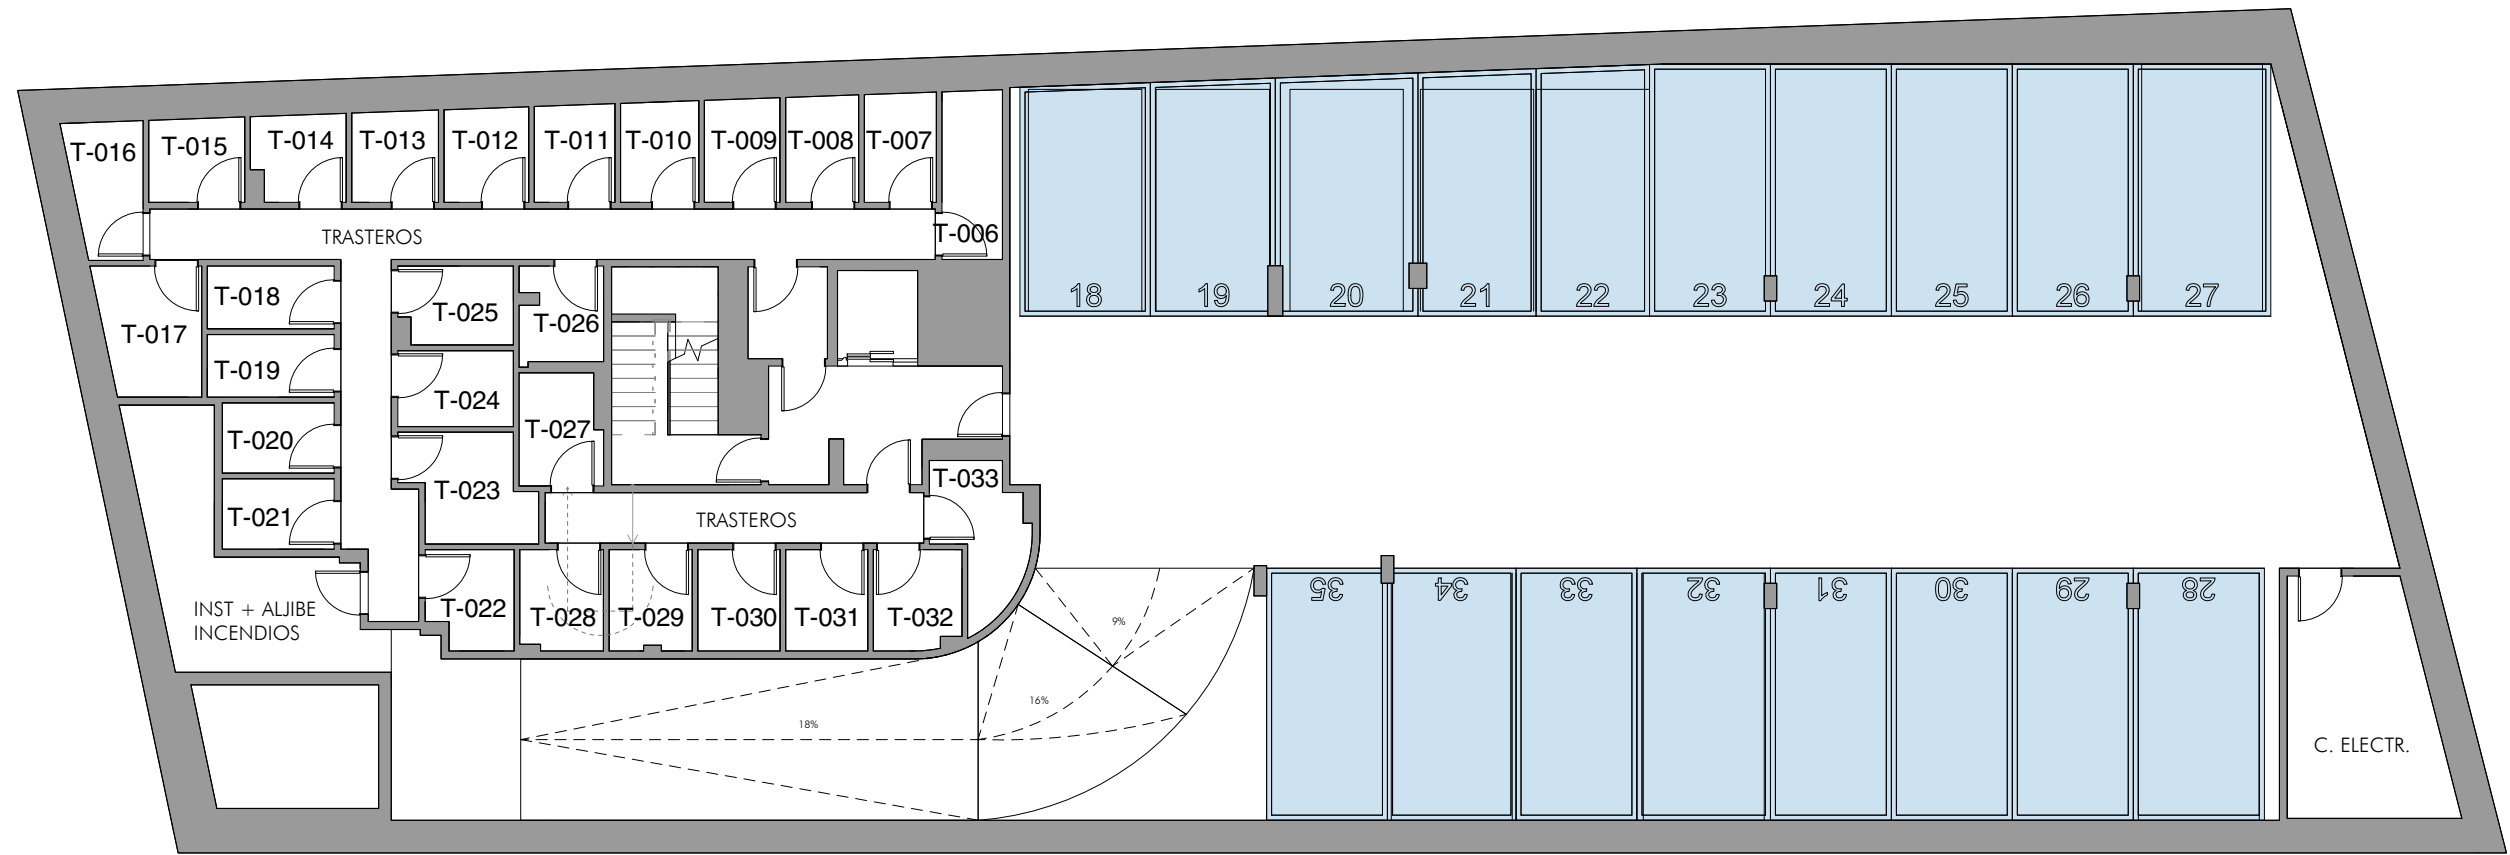 T-016
T-015
T-014
T-013
T-012
T-011
T-010
T-009
T-008
T-007
T-006
TRASTEROS
T-018
T-025
T-026
T-017
T-019
T-024
T-027
T-020
T-023
T-021
T-033
TRASTEROS
T-022
T-028
T-029
T-030
T-031
T-032
INST + ALJIBE
INCENDIOS
18
19
20
21
22
23
24
25
26
27
35
34
33
32
31
30
29
28
9%
16%
18%
C. ELECTR.